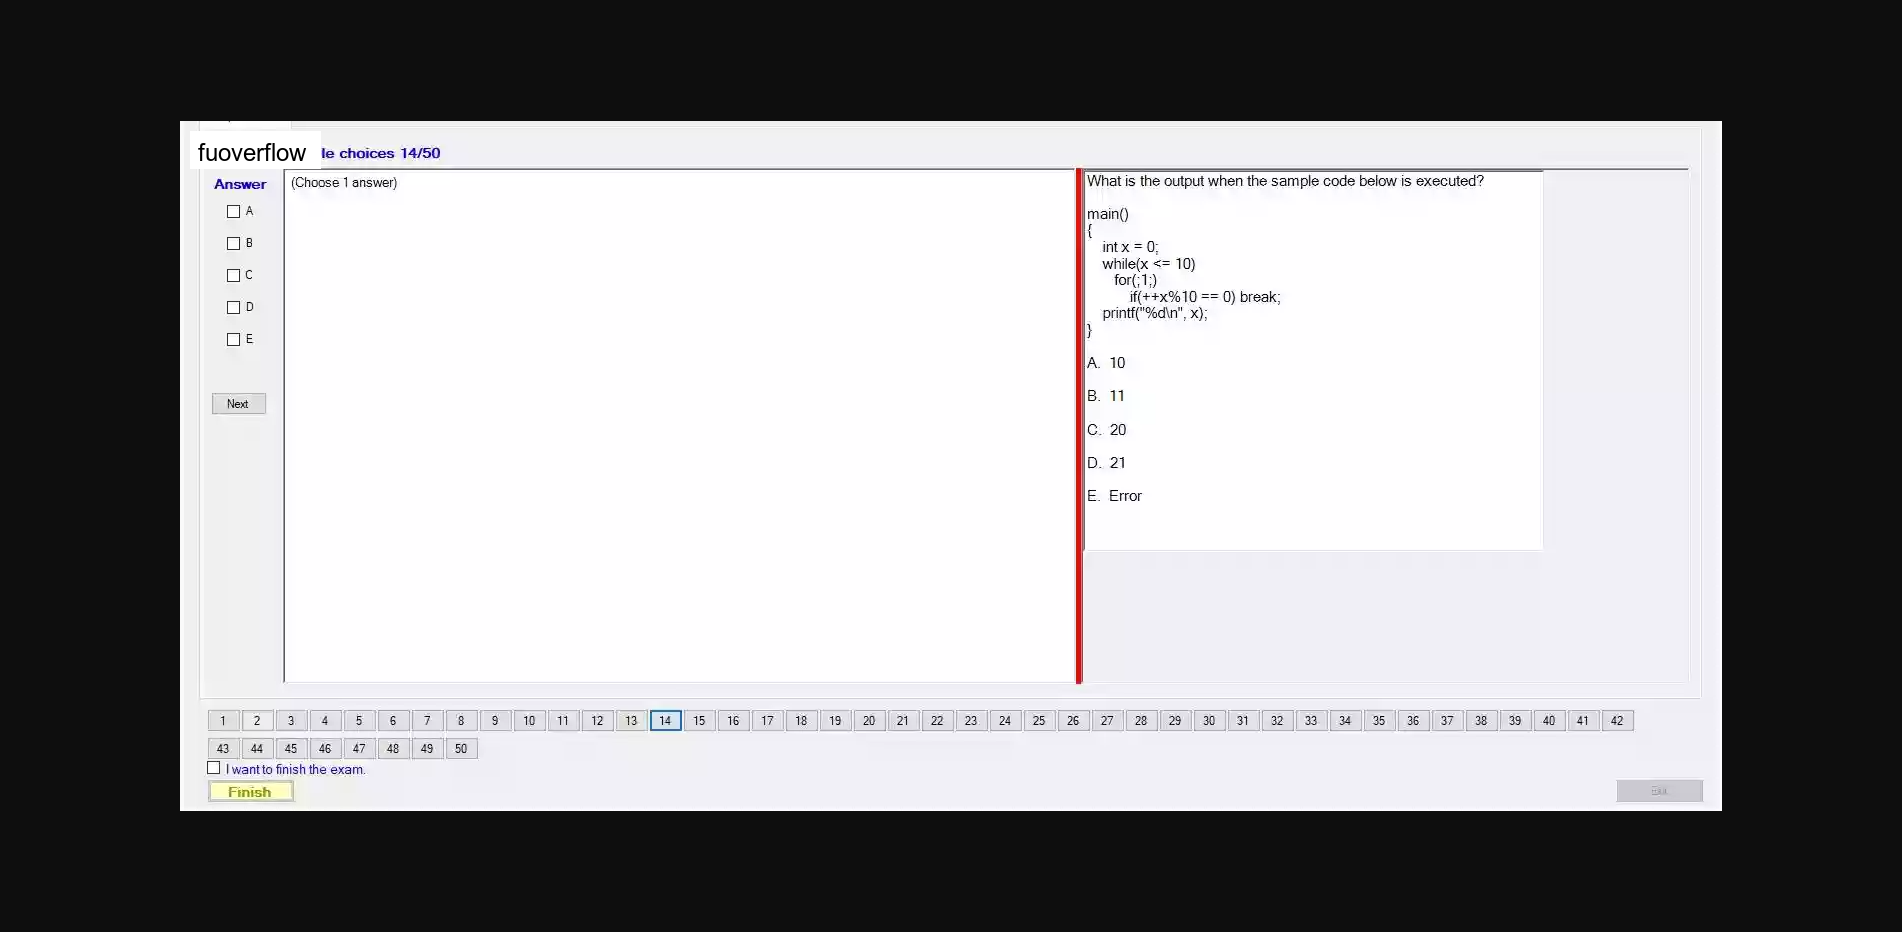 fuoverflow
le choices 14/50
Answer
(Choose 1 answer)
A
B
C
D
E
Next
What is the output when the sample code below is executed?
main()
{
int x = 0;
while(x <= 10)
for(;1;)
if(++x%10 == 0) break;
printf("%d\n", x);
}
A. 10
B. 11
C. 20
D. 21
E. Error
1 2 3 4 5 6 7 8 9 10 11 12 13 14 15 16 17 18 19 20 21 22 23 24 25 26 27 28 29 30 31 32 33 34 35 36 37 38 39 40 41 42
43 44 45 46 47 48 49 50
I want to finish the exam.
Finish
Exit